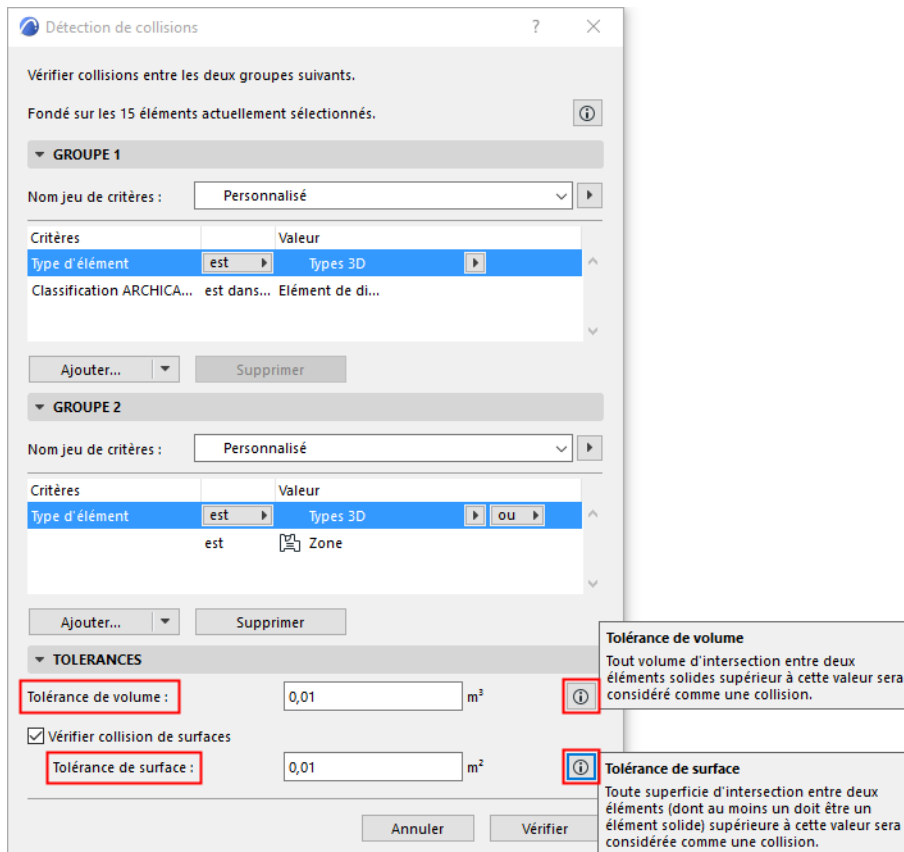 Détection de collisions ?
Vérifier collisions entre les deux groupes suivants.
Fondé sur les 15 éléments actuellement sélectionnés.
GROUPE 1
Nom jeu de critères : Personnalisé
Critères Valeur
Type d'élément est Types 3D
Classification ARCHICA... est dans... Elément de di...
Ajouter... Supprimer
GROUPE 2
Nom jeu de critères : Personnalisé
Critères Valeur
Type d'élément est Types 3D ou
est Zone
Ajouter... Supprimer
TOLERANCES
Tolérance de volume : 0,01 m³
Tolérance de volume
Tout volume d'intersection entre deux
éléments solides supérieur à cette valeur sera
considéré comme une collision.
Vérifier collision de surfaces
Tolérance de surface : 0,01 m²
Tolérance de surface
Toute superficie d'intersection entre deux
éléments (dont au moins un doit être un
élément solide) supérieure à cette valeur sera
considérée comme une collision.
Annuler Vérifier